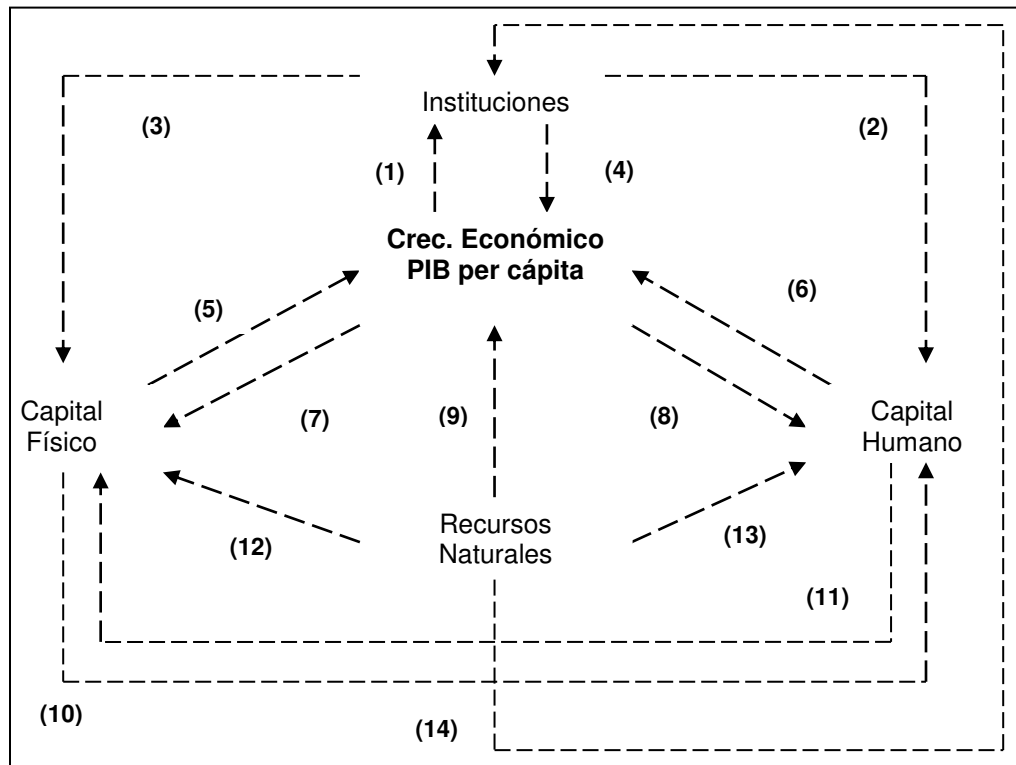 Instituciones
(3)
(2)
(1)
(4)
Crec. Económico
PIB per cápita
(5)
(6)
Capital
Físico
(7)
(9)
(8)
Capital
Humano
Recursos
Naturales
(12)
(13)
(11)
(10)
(14)